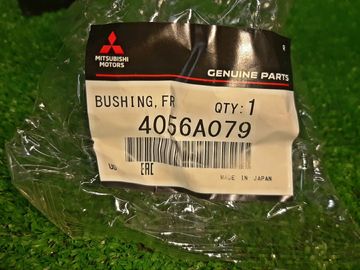 R
MITSUBISHI
MOTORS
GENUINE PARTS
BUSHING, FR QTY: 1
4056A079
EAC
MADE IN JAPAN